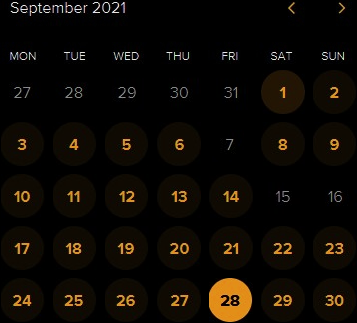 September 2021
MON TUE WED THU FRI SAT SUN
27 28 29 30 31 1 2
3 4 5 6 7 8 9
10 11 12 13 14 15 16
17 18 19 20 21 22 23
24 25 26 27 28 29 30